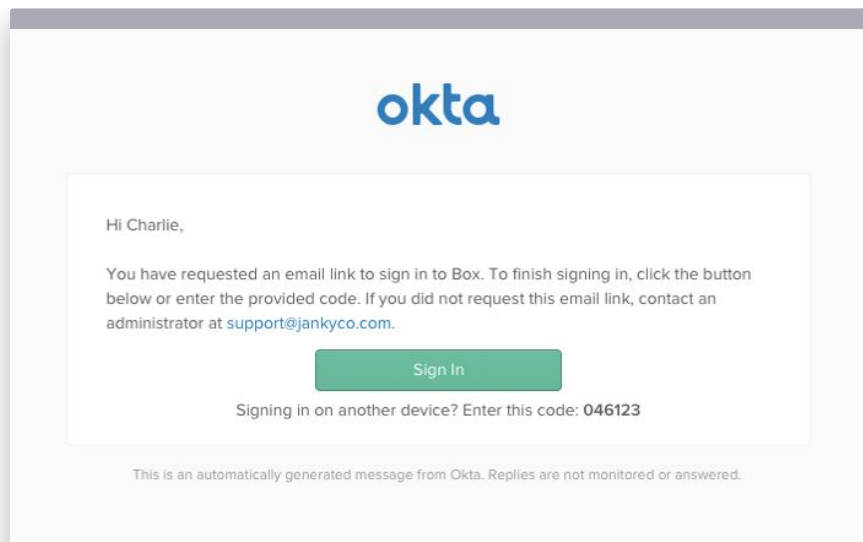 okta
Hi Charlie,
You have requested an email link to sign in to Box. To finish signing in, click the button
below or enter the provided code. If you did not request this email link, contact an
administrator at support@jankyco.com.
Sign In
Signing in on another device? Enter this code: 046123
This is an automatically generated message from Okta. Replies are not monitored or answered.